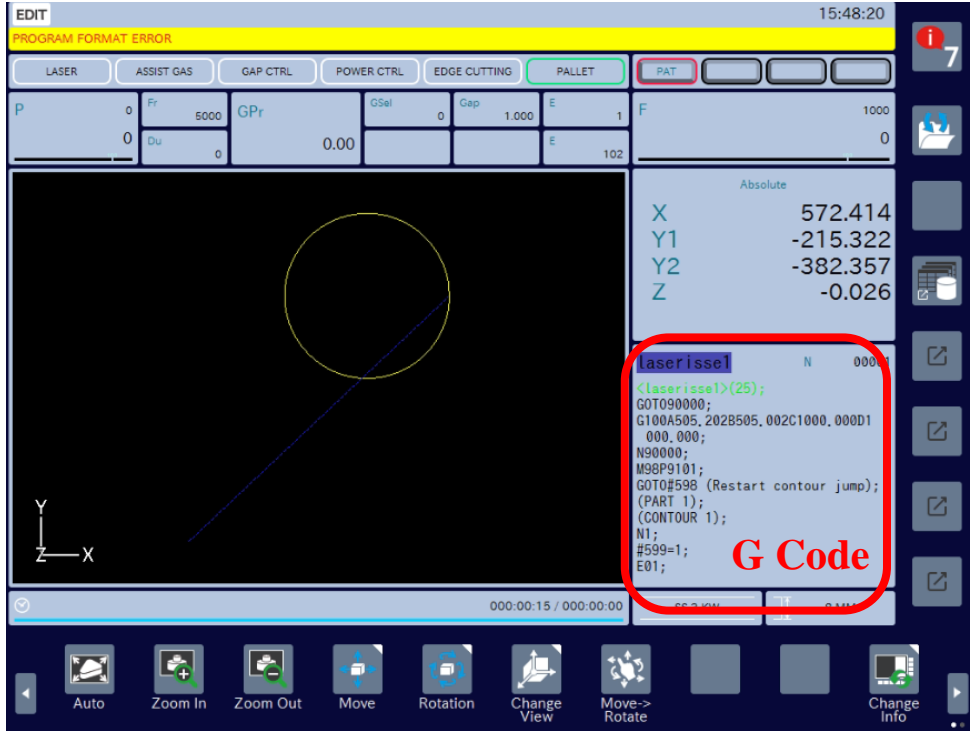 EDIT 15:48:20
PROGRAM FORMAT ERROR
7
LASER ASSIST GAS GAP CTRL POWER CTRL EDGE CUTTING PALLET PAT
P 0
0
Fr 5000
Du 0
GPr 0.00
GSel 0
Gap 1.000
E 1
E 102
F 1000
0
Absolute
X 572.414
Y1 -215.322
Y2 -382.357
Z -0.026
Y
Z X
laserisse1 N 00001
<laserisse1>(25);
GOTO90000;
G100A505.202B505.002C1000.000D1
000.000;
N90000;
M98P9101;
GOTO#598 (Restart contour jump);
(PART 1);
(CONTOUR 1);
N1;
#599=1;
E01;
G Code
000:00:15 / 000:00:00
Auto
Zoom In
Zoom Out
Move
Rotation
Change
View
Move->
Rotate
Change
Info